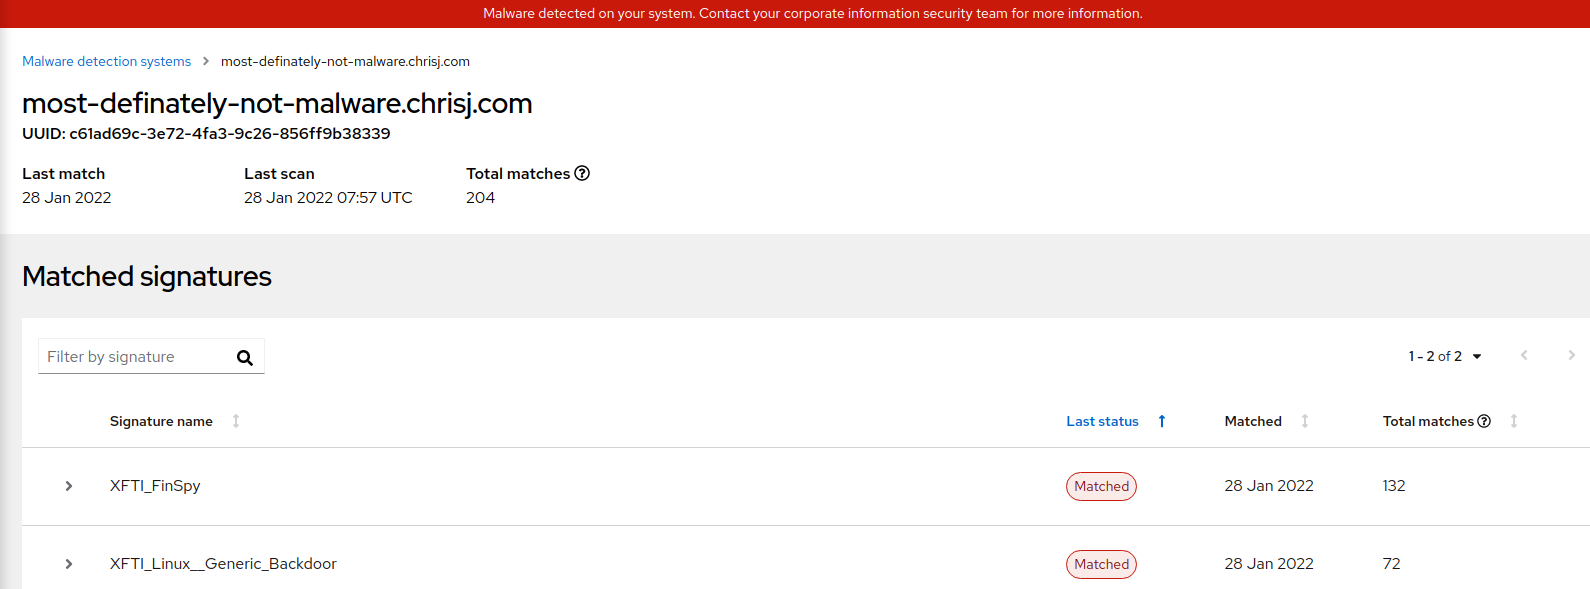 Malware detected on your system. Contact your corporate information security team for more information.
Malware detection systems > most-definately-not-malware.chrisj.com
most-definately-not-malware.chrisj.com
UUID: c61ad69c-3e72-4fa3-9c26-856ff9b38339
Last match Last scan Total matches
28 Jan 2022 28 Jan 2022 07:57 UTC 204
Matched signatures
Filter by signature 1 - 2 of 2
Signature name Last status Matched Total matches
XFTI_FinSpy Matched 28 Jan 2022 132
XFTI_Linux__Generic_Backdoor Matched 28 Jan 2022 72